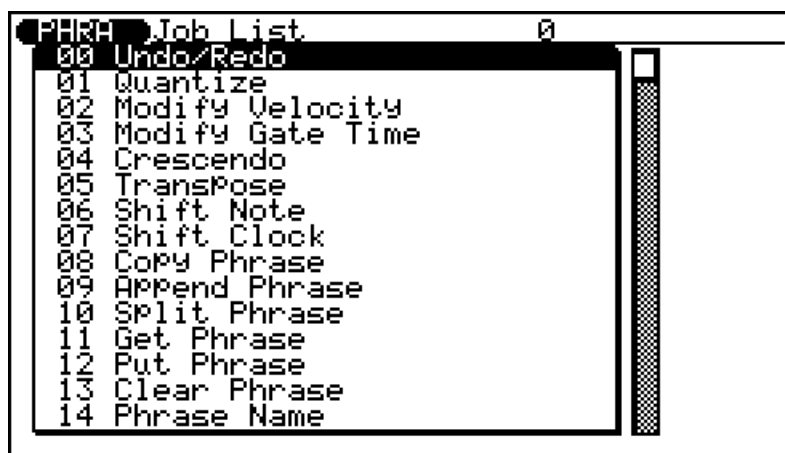 PHRA Job List 0
00 Undo/Redo
01 Quantize
02 Modify Velocity
03 Modify Gate Time
04 Crescendo
05 Transpose
06 Shift Note
07 Shift Clock
08 Copy Phrase
09 Append Phrase
10 Split Phrase
11 Get Phrase
12 Put Phrase
13 Clear Phrase
14 Phrase Name